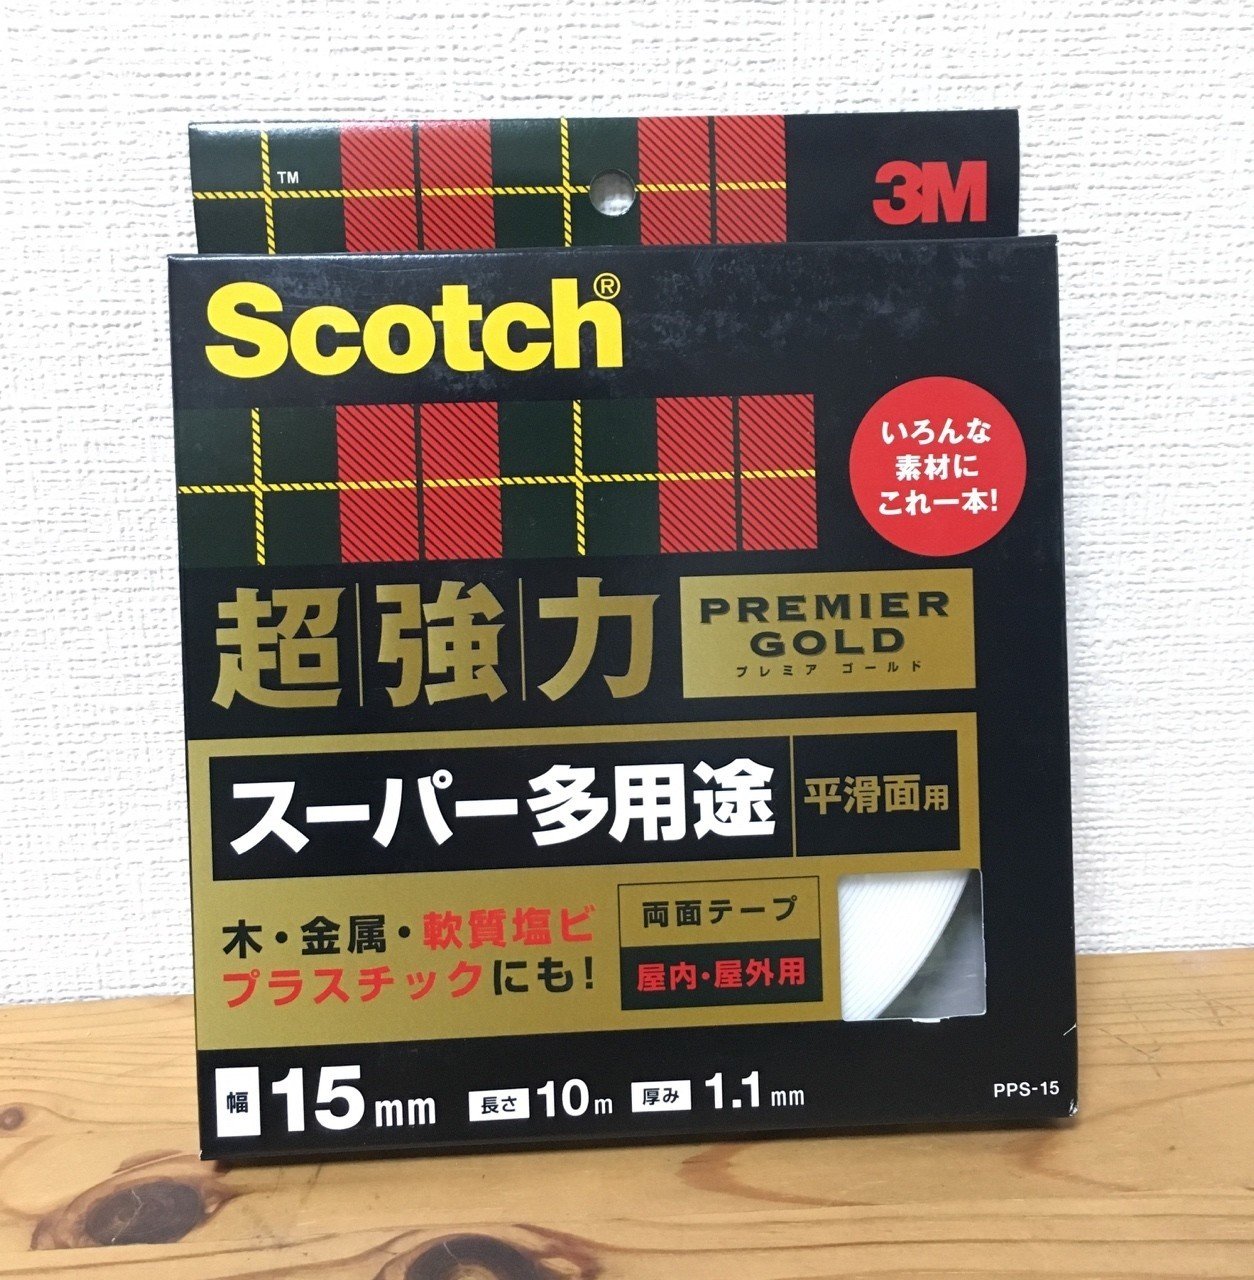 TM
3M
Scotch®
いろんな
素材に
これ一本!
超強力
PREMIER
GOLD
プレミア ゴールド
スーパー多用途
平滑面用
木・金属・軟質塩ビ
プラスチックにも!
両面テープ
屋内・屋外用
幅 15mm 長さ 10m 厚み 1.1mm
PPS-15